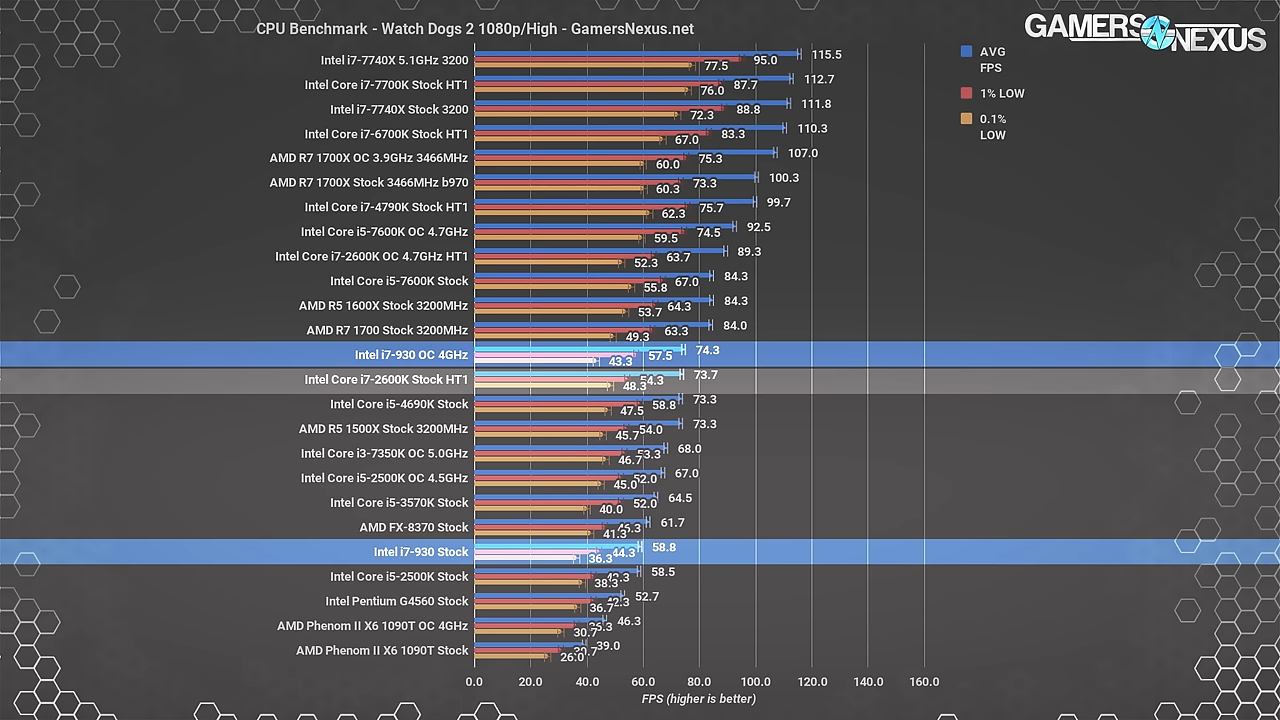 CPU Benchmark - Watch Dogs 2 1080p/High - GamersNexus.net
GAMERS NEXUS
AVG FPS
1% LOW
0.1% LOW
Intel i7-7740X 5.1GHz 3200 115.5 95.0 77.5
Intel Core i7-7700K Stock HT1 112.7 87.7 76.0
Intel i7-7740X Stock 3200 111.8 88.8 72.3
Intel Core i7-6700K Stock HT1 110.3 83.3 67.0
AMD R7 1700X OC 3.9GHz 3466MHz 107.0 75.3 60.0
AMD R7 1700X Stock 3466MHz b970 100.3 73.3 60.3
Intel Core i7-4790K Stock HT1 99.7 75.7 62.3
Intel Core i5-7600K OC 4.7GHz 92.5 74.5 59.5
Intel Core i7-2600K OC 4.7GHz HT1 89.3 63.7 52.3
Intel Core i5-7600K Stock 84.3 67.0 55.8
AMD R5 1600X Stock 3200MHz 84.3 64.3 53.7
AMD R7 1700 Stock 3200MHz 84.0 63.3 49.3
Intel i7-930 OC 4GHz 74.3 57.5 43.3
Intel Core i7-2600K Stock HT1 73.7 54.3 48.3
Intel Core i5-4690K Stock 73.3 58.8 47.5
AMD R5 1500X Stock 3200MHz 73.3 54.0 45.7
Intel Core i3-7350K OC 5.0GHz 68.0 53.3 46.7
Intel Core i5-2500K OC 4.5GHz 67.0 52.0 45.0
Intel Core i5-3570K Stock 64.5 52.0 40.0
AMD FX-8370 Stock 61.7 46.3 41.3
Intel i7-930 Stock 58.8 44.3 36.3
Intel Core i5-2500K Stock 58.5 38.3
Intel Pentium G4560 Stock 52.7 42.3 36.7
AMD Phenom II X6 1090T OC 4GHz 46.3 30.7
AMD Phenom II X6 1090T Stock 39.0 26.0
0.0 20.0 40.0 60.0 80.0 100.0 120.0 140.0 160.0
FPS (higher is better)